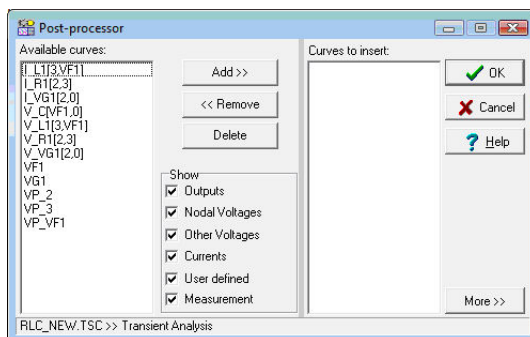 Post-processor
Available curves:
I_L1[3,VF1]
I_R1[2,3]
I_VG1[2,0]
V_C[VF1,0]
V_L1[3,VF1]
V_R1[2,3]
V_VG1[2,0]
VF1
VG1
VP_2
VP_3
VP_VF1
Add >>
<< Remove
Delete
Show
Outputs
Nodal Voltages
Other Voltages
Currents
User defined
Measurement
Curves to insert:
OK
Cancel
Help
More >>
RLC_NEW.TSC >> Transient Analysis